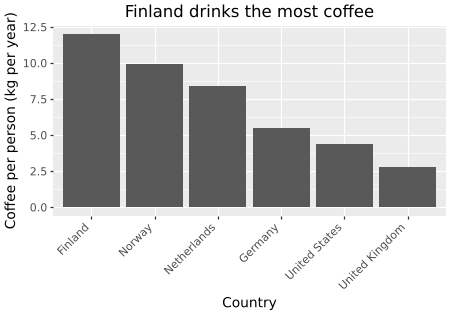 Finland drinks the most coffee
Coffee per person (kg per year)
12.5
10.0
7.5
5.0
2.5
0.0
Finland
Norway
Netherlands
Germany
United States
United Kingdom
Country